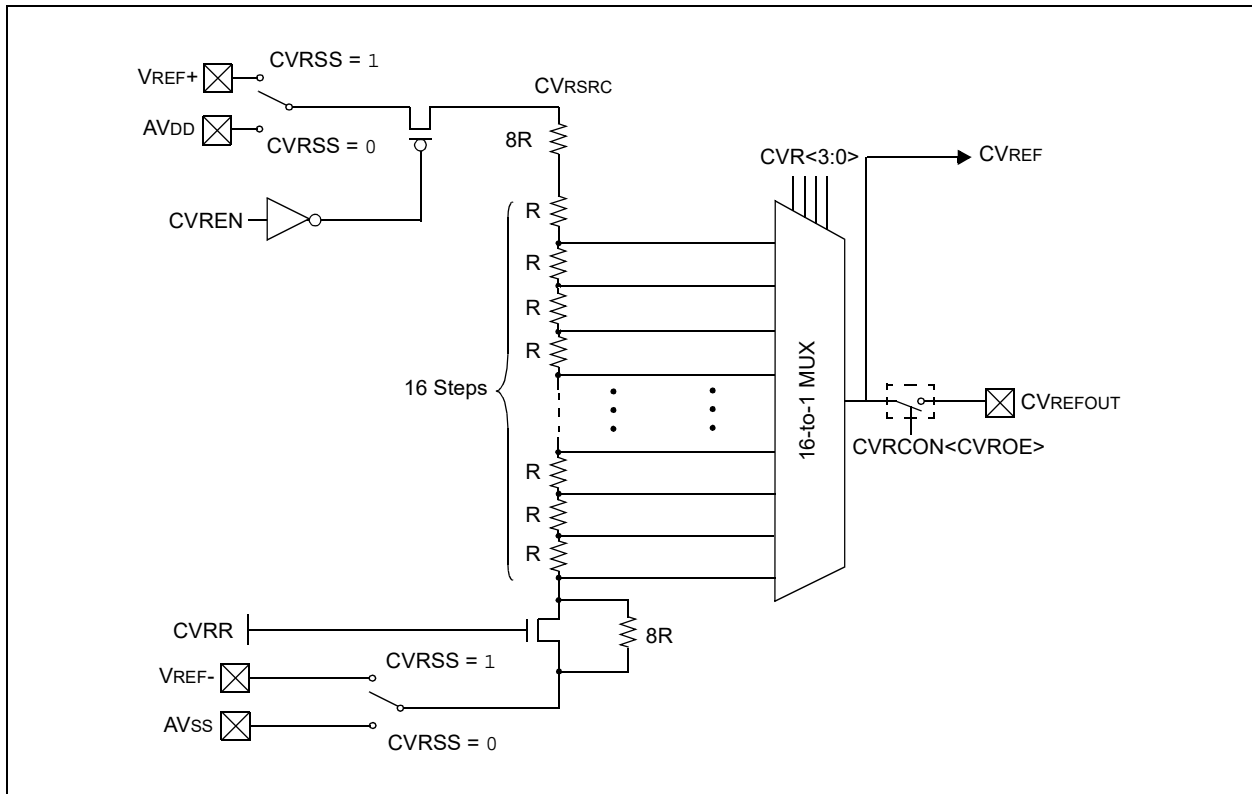 CVRSS = 1
VREF+
CVRSRC
AVDD
8R
CVRSS = 0
CVR<3:0>
CVREF
CVREN
R
R
R
R
16 Steps
16-to-1 MUX
CVREFOUT
CVRCON<CVROE>
R
R
R
CVRR
8R
CVRSS = 1
VREF-
AVSS
CVRSS = 0